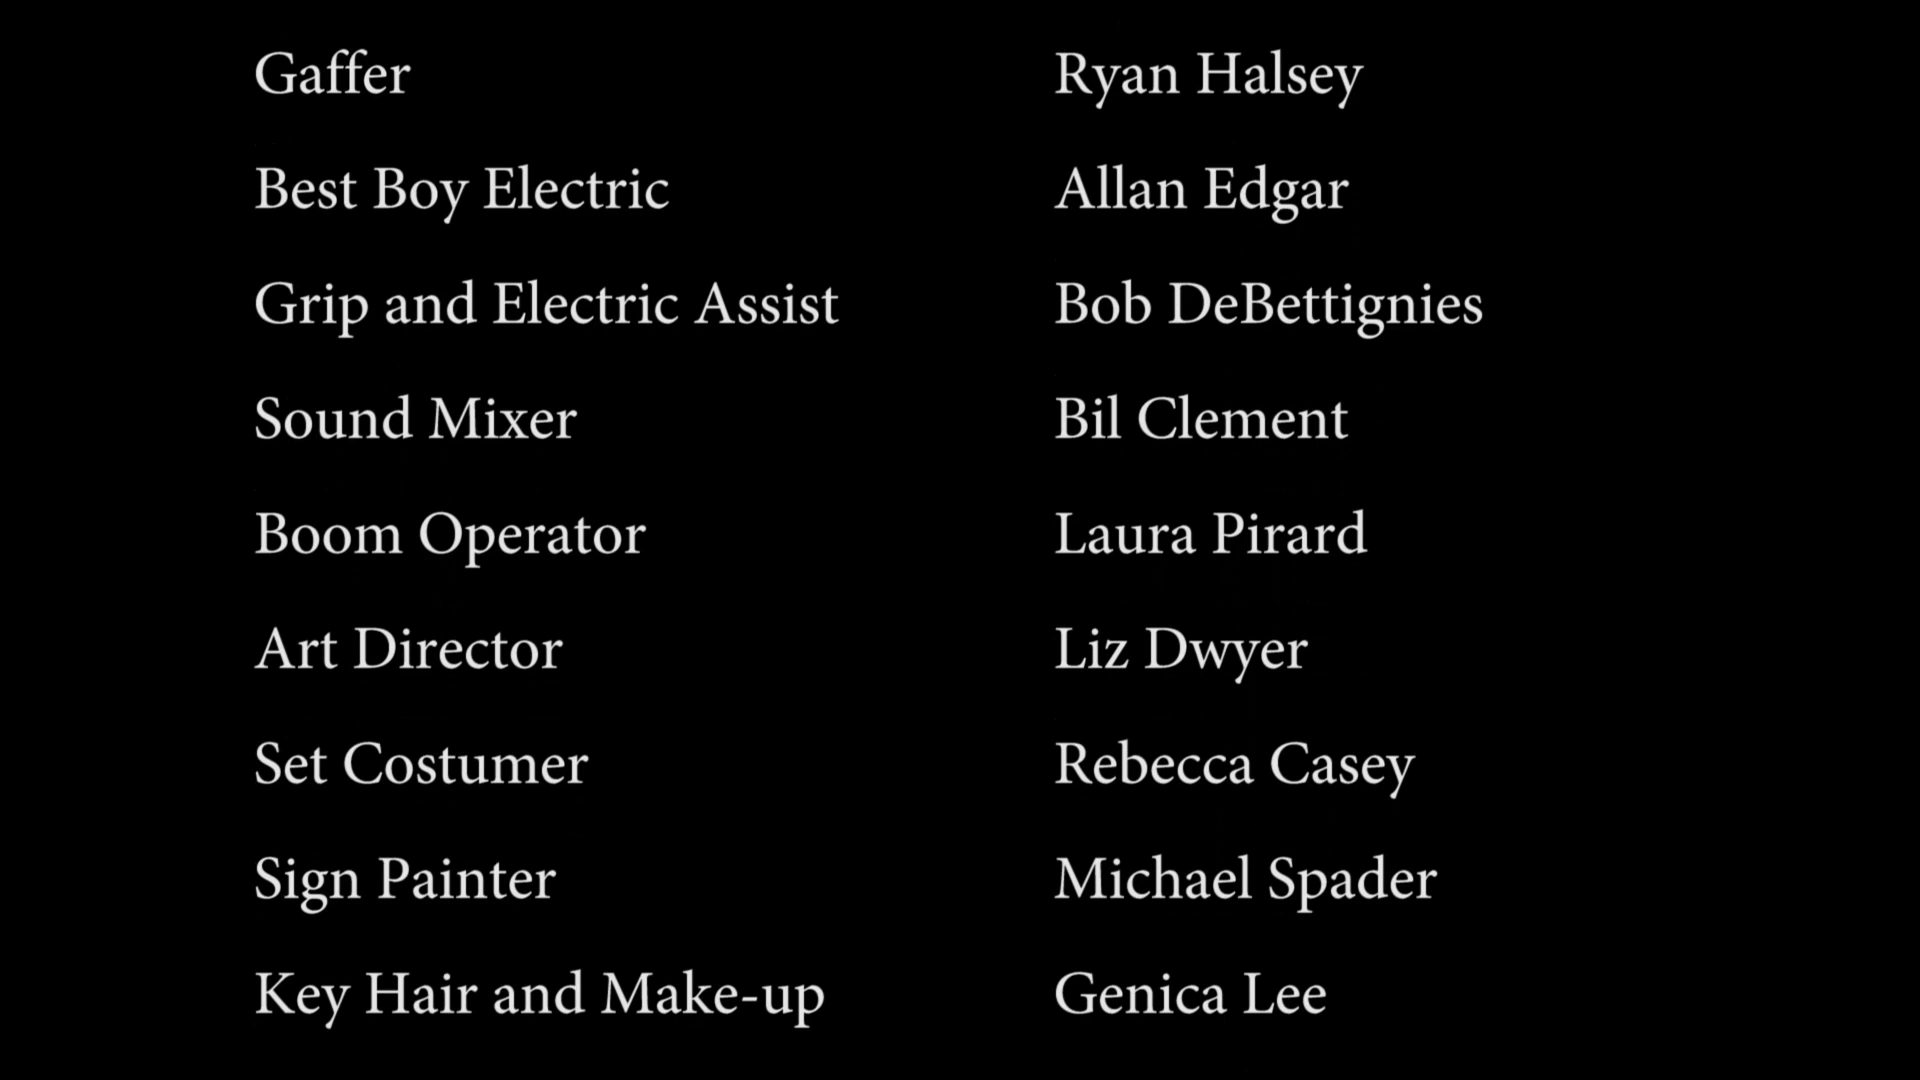 Gaffer Ryan Halsey
Best Boy Electric Allan Edgar
Grip and Electric Assist Bob DeBettignies
Sound Mixer Bil Clement
Boom Operator Laura Pirard
Art Director Liz Dwyer
Set Costumer Rebecca Casey
Sign Painter Michael Spader
Key Hair and Make-up Genica Lee